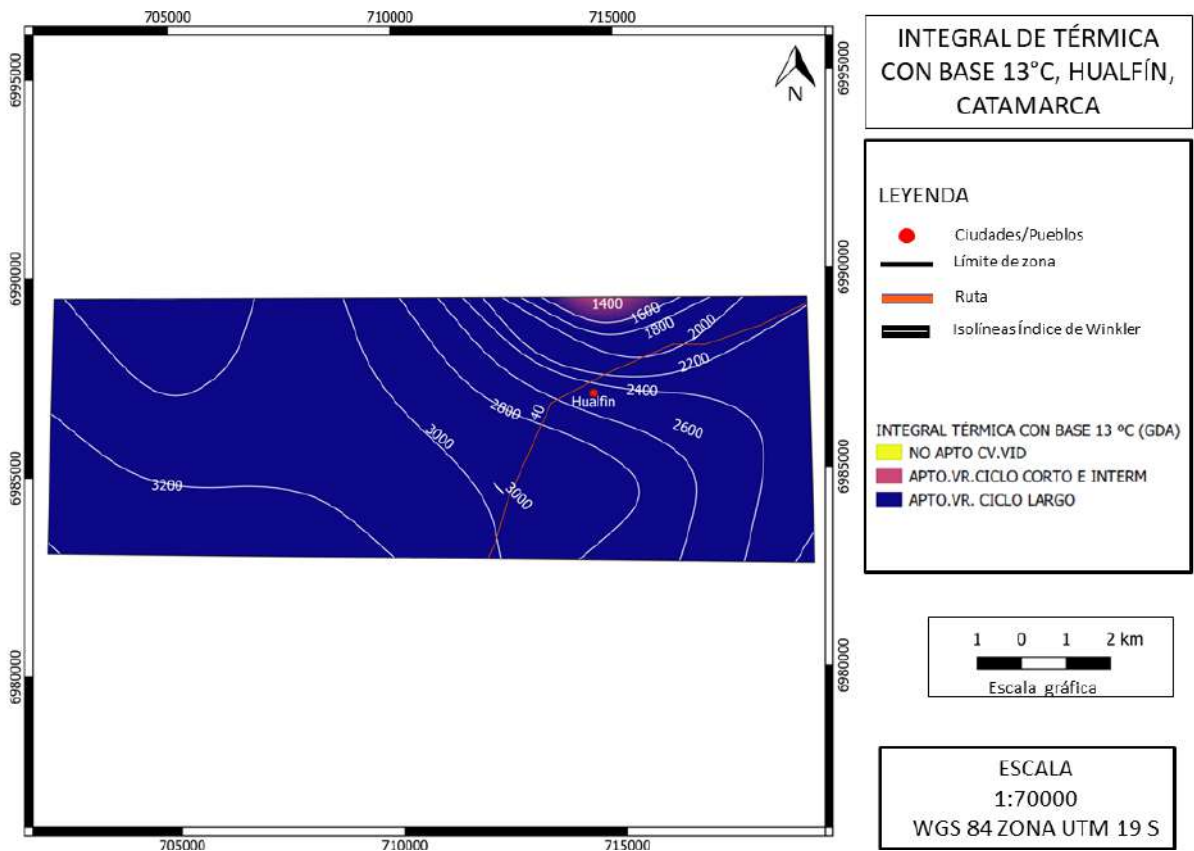 705000
710000
715000
6995000
6995000
N
6990000
6990000
1400
1600
1800
2000
2200
2400
Hualfin
40
2800
2600
3000
3200
3000
6985000
6985000
6980000
6980000
705000
710000
715000
INTEGRAL DE TÉRMICA
CON BASE 13°C, HUALFÍN,
CATAMARCA
LEYENDA
Ciudades/Pueblos
Límite de zona
Ruta
Isolíneas Índice de Winkler
INTEGRAL TÉRMICA CON BASE 13 ºC (GDA)
NO APTO CV.VID
APTO.VR.CICLO CORTO E INTERM
APTO.VR. CICLO LARGO
1 0 1 2 km
Escala gráfica
ESCALA
1:70000
WGS 84 ZONA UTM 19 S